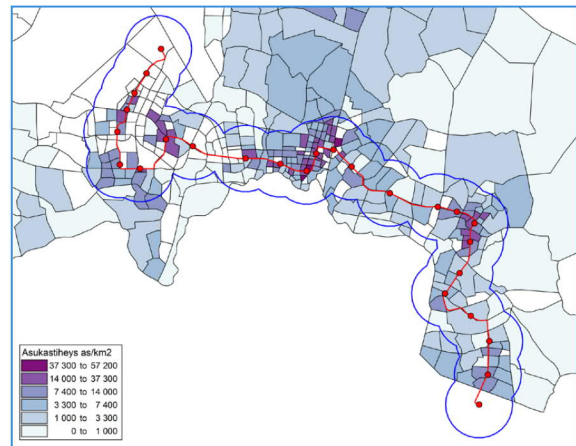 Asukastiheys as/km2
37 300 to 57 200
14 000 to 37 300
7 400 to 14 000
3 300 to 7 400
1 000 to 3 300
0 to 1 000